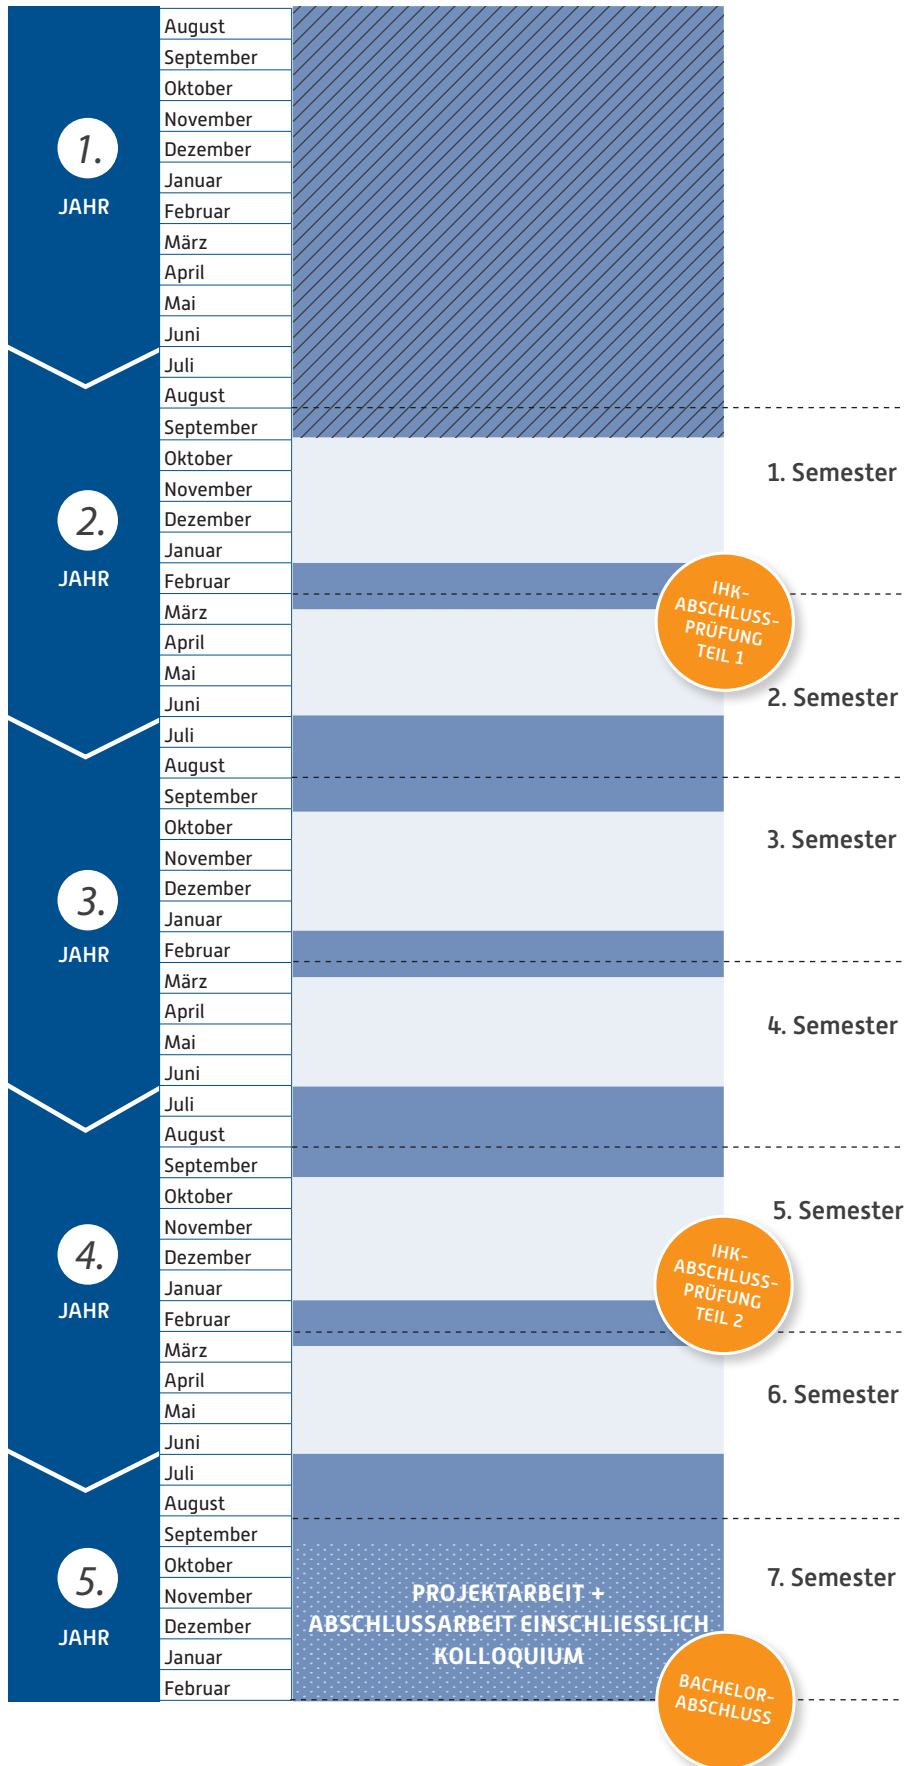 1.
JAHR
August
September
Oktober
November
Dezember
Januar
Februar
März
April
Mai
Juni
Juli
2.
JAHR
August
September
Oktober
November
Dezember
Januar
Februar
März
April
Mai
Juni
1. Semester
IHK-
ABSCHLUSS-
PRÜFUNG
TEIL 1
2. Semester
3.
JAHR
Juli
August
September
Oktober
November
Dezember
Januar
Februar
März
April
Mai
Juni
3. Semester
4. Semester
4.
JAHR
Juli
August
September
Oktober
November
Dezember
Januar
Februar
März
April
Mai
Juni
5. Semester
IHK-
ABSCHLUSS-
PRÜFUNG
TEIL 2
6. Semester
5.
JAHR
Juli
August
September
Oktober
November
Dezember
Januar
Februar
7. Semester
PROJEKTARBEIT +
ABSCHLUSSARBEIT EINSCHLIESSLICH
KOLLOQUIUM
BACHELOR-
ABSCHLUSS